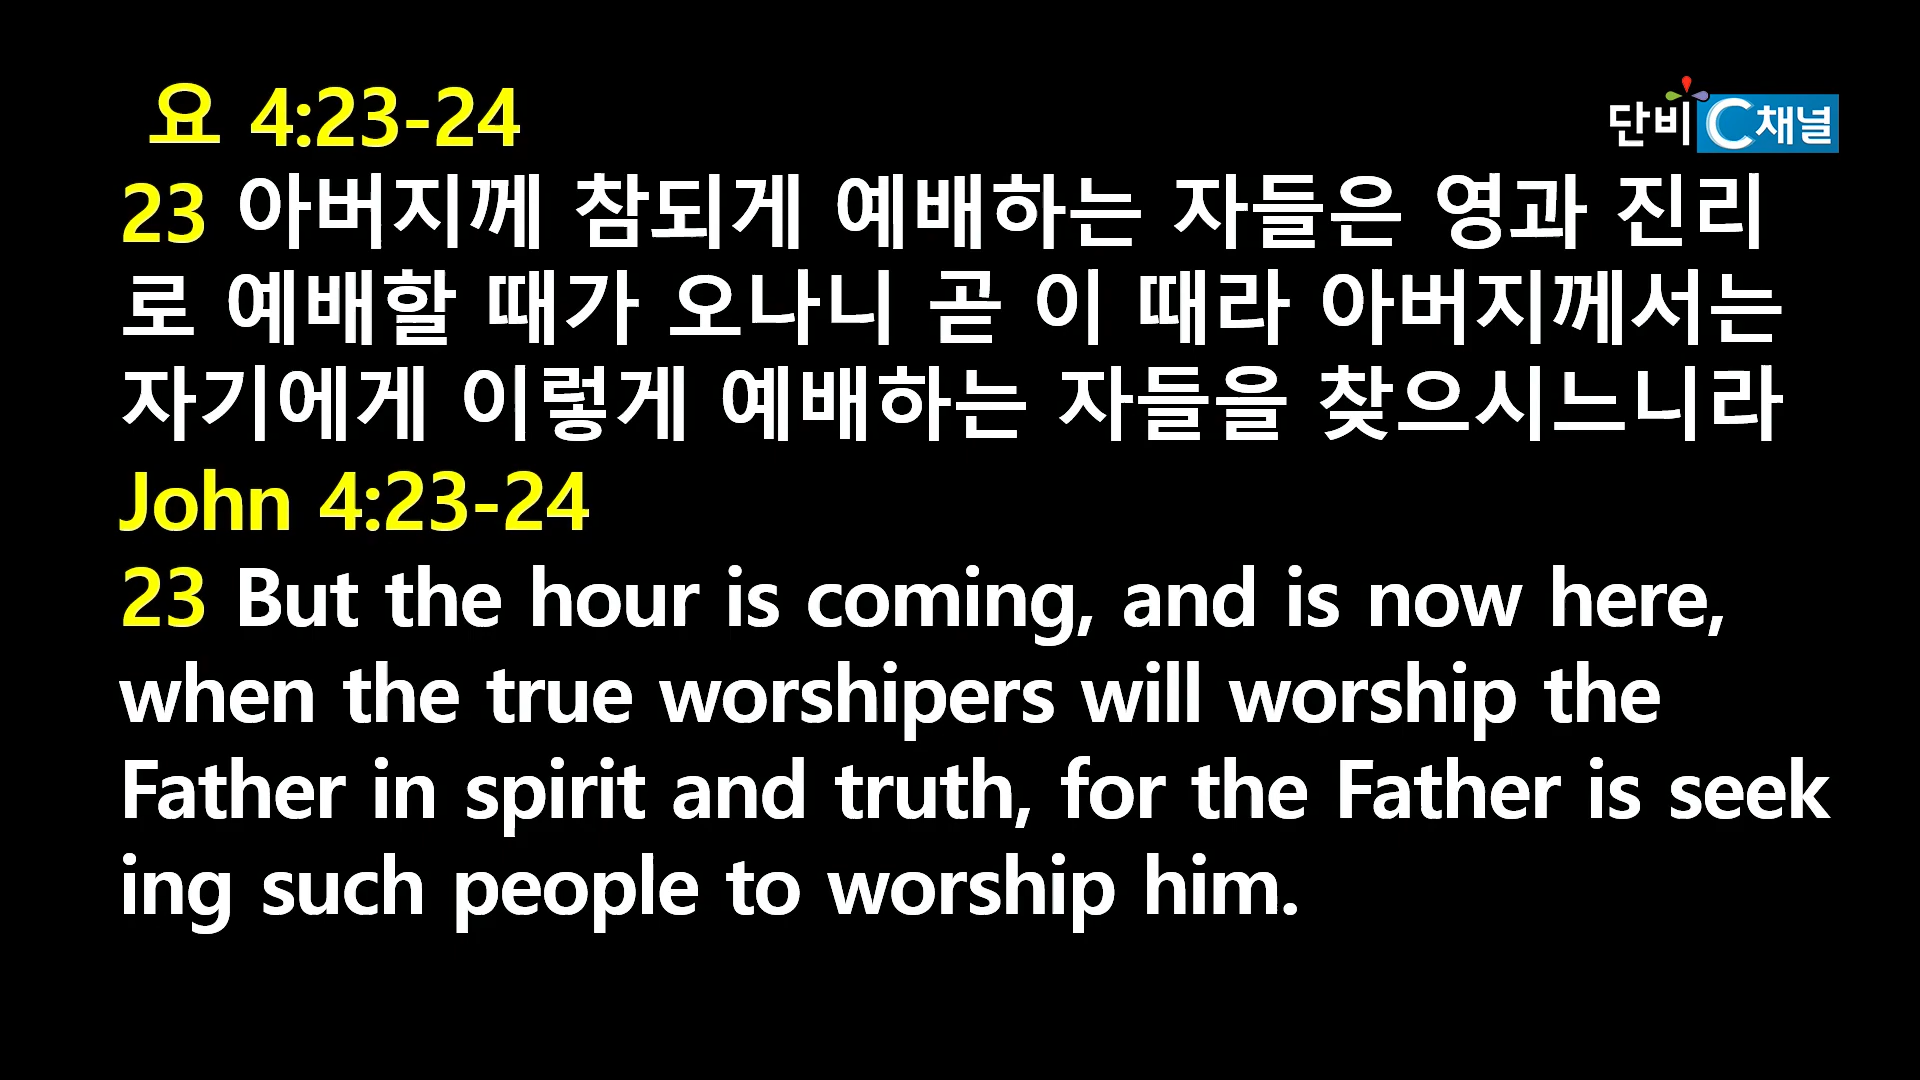 요 4:23-24
단비 C채널
23 아버지께 참되게 예배하는 자들은 영과 진리
로 예배할 때가 오나니 곧 이 때라 아버지께서는
자기에게 이렇게 예배하는 자들을 찾으시느니라
John 4:23-24
23 But the hour is coming, and is now here,
when the true worshipers will worship the
Father in spirit and truth, for the Father is seek
ing such people to worship him.